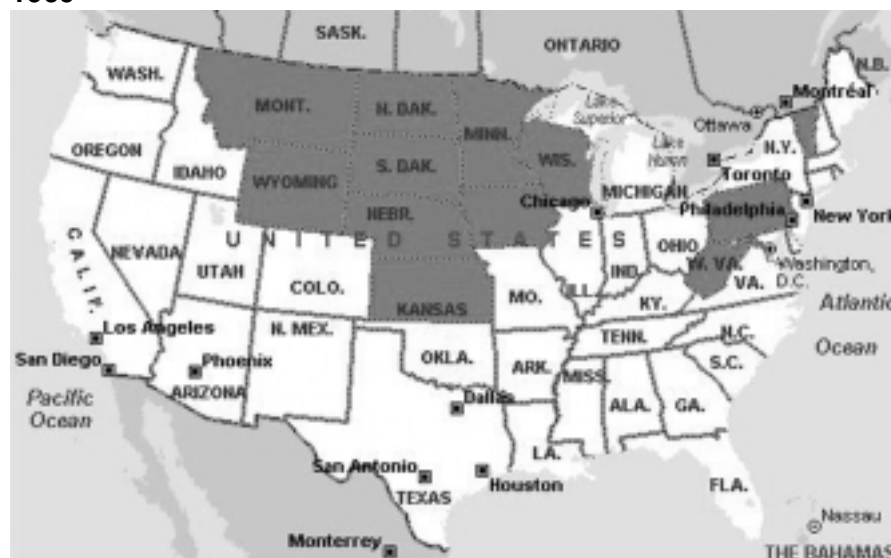 SASK.
ONTARIO
N.B.
WASH.
MONT.
N. DAK.
MINN.
Lake
Superior
Ottawa
Montréal
OREGON
IDAHO
WYOMING
S. DAK.
WIS.
Lake
Huron
N.Y.
Toronto
MICHIGAN
Chicago
NEBR.
Philadelphia
New York
UNITED STATES
NEVADA
UTAH
COLO.
KANSAS
MO.
ILL.
IND.
OHIO
W. VA.
VA.
Washington,
D.C.
CALIF.
KY.
Atlantic
Ocean
Los Angeles
N. MEX.
OKLA.
ARK.
TENN.
N.C.
S.C.
San Diego
Phoenix
ARIZONA
Pacific
Ocean
Dallas
MISS.
ALA.
GA.
LA.
San Antonio
TEXAS
Houston
FLA.
Monterrey
Nassau
THE BAHAMAS